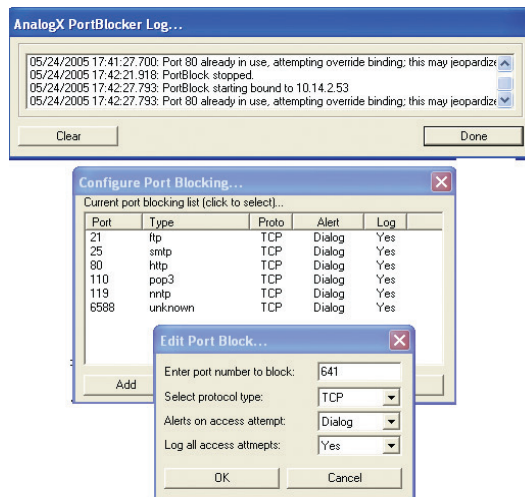 AnalogX PortBlocker Log...
05/24/2005 17:41:27.700: Port 80 already in use, attempting override binding; this may jeopardize
05/24/2005 17:42:21.918: PortBlock stopped.
05/24/2005 17:42:27.793: PortBlock starting bound to 10.14.2.53
05/24/2005 17:42:27.793: Port 80 already in use, attempting override binding; this may jeopardize
Clear Done
Configure Port Blocking...
Current port blocking list (click to select)...
Port Type Proto Alert Log
21 ftp TCP Dialog Yes
25 smtp TCP Dialog Yes
80 http TCP Dialog Yes
110 pop3 TCP Dialog Yes
119 nntp TCP Dialog Yes
6588 unknown TCP Dialog Yes
Add
Edit Port Block...
Enter port number to block: 641
Select protocol type: TCP
Alerts on access attempt: Dialog
Log all access attmepts: Yes
OK Cancel